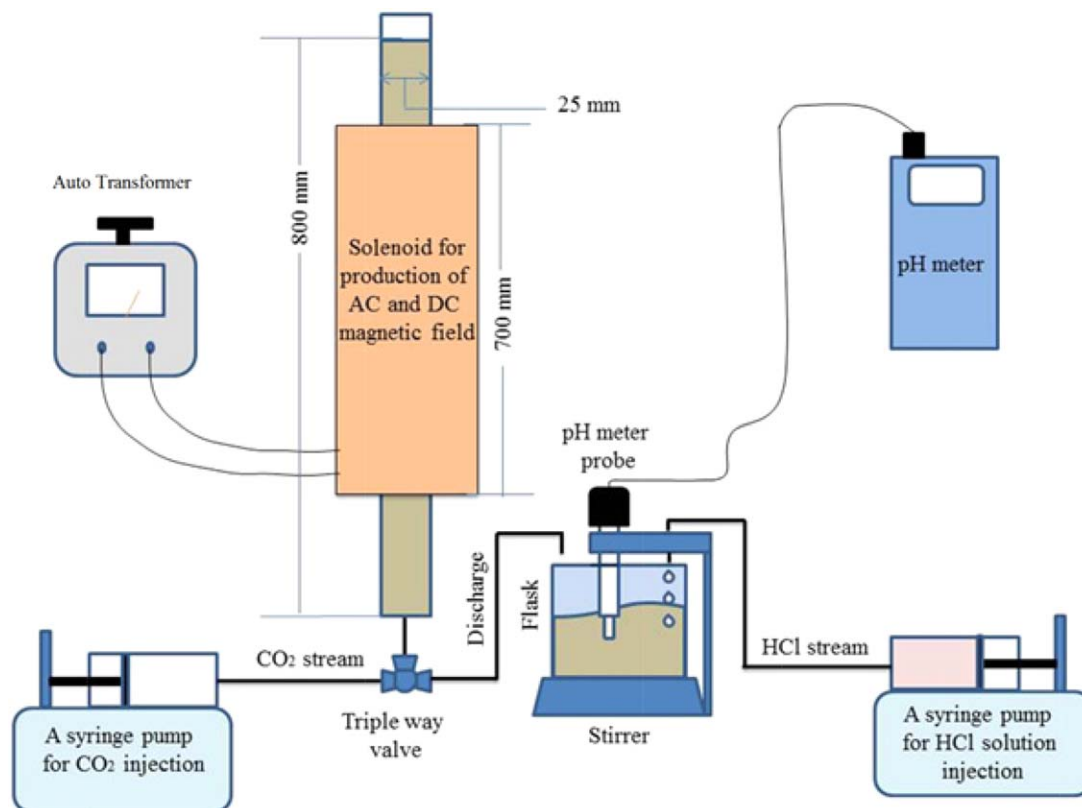 25 mm
800 mm
700 mm
Auto Transformer
Solenoid for
production of
AC and DC
magnetic field
pH meter
pH meter
probe
Discharge
Flask
CO₂ stream
HCl stream
Triple way
valve
Stirrer
A syringe pump
for CO₂ injection
A syringe pump
for HCl solution
injection